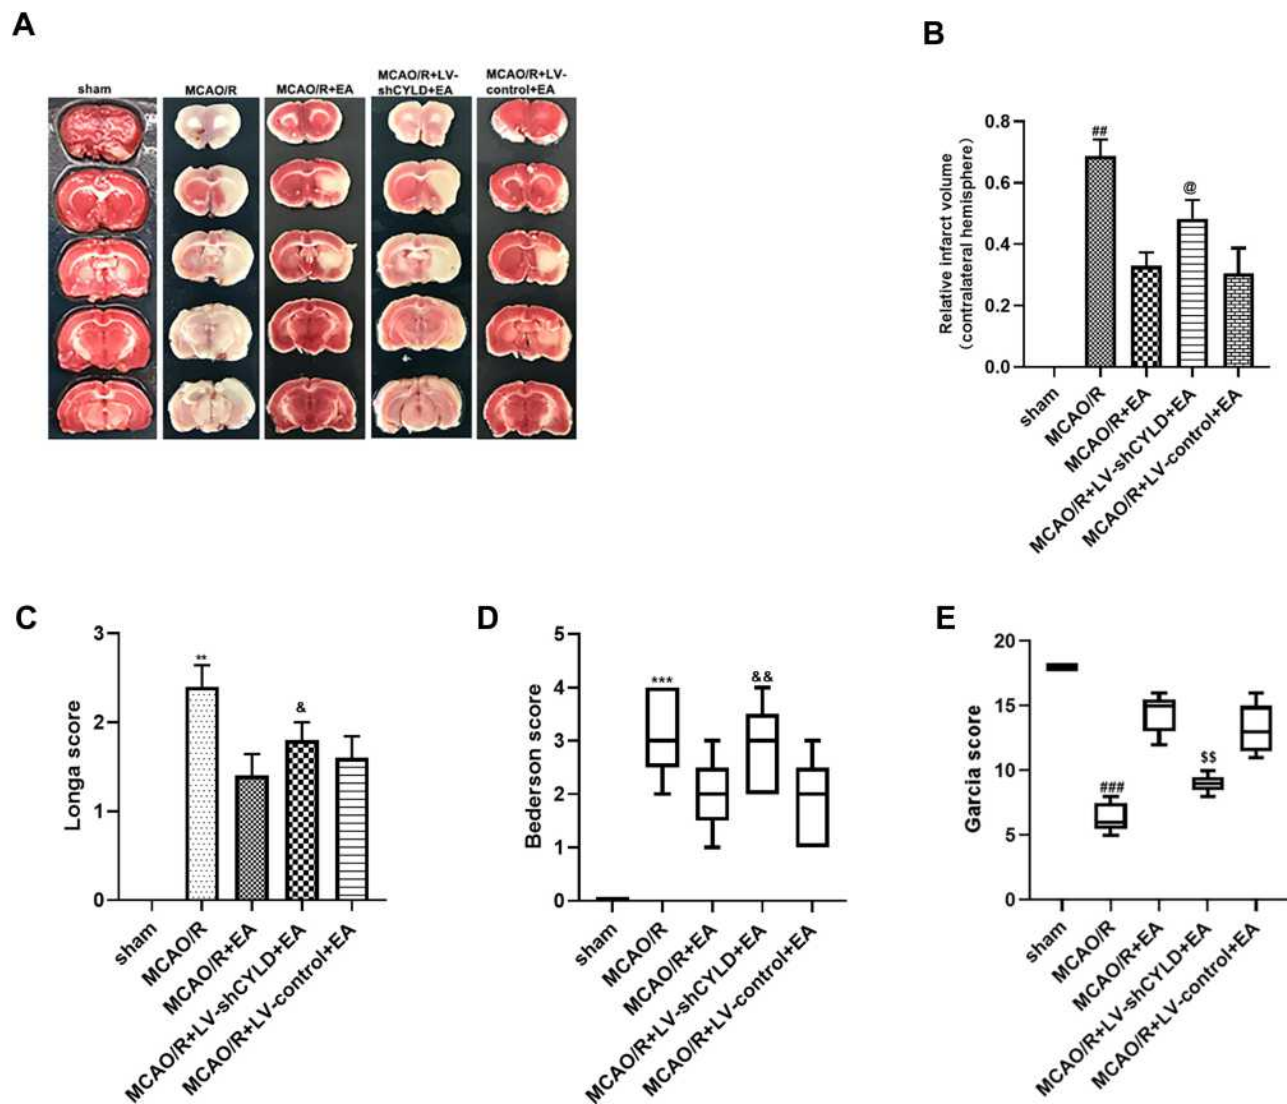 A
sham
MCAO/R
MCAO/R+EA
MCAO/R+LV-
shCYLD+EA
MCAO/R+LV-
control+EA
B
Relative infarct volume
(contralateral hemisphere)
0.8
0.6
0.4
0.2
0.0
##
@
sham
MCAO/R
MCAO/R+EA
MCAO/R+LV-shCYLD+EA
MCAO/R+LV-control+EA
C
Longa score
3
2
1
0
**
&
sham
MCAO/R
MCAO/R+EA
MCAO/R+LV-shCYLD+EA
MCAO/R+LV-control+EA
D
Bederson score
5
4
3
2
1
0
***
&&
sham
MCAO/R
MCAO/R+EA
MCAO/R+LV-shCYLD+EA
MCAO/R+LV-control+EA
E
Garcia score
20
15
10
5
0
###
$$
sham
MCAO/R
MCAO/R+EA
MCAO/R+LV-shCYLD+EA
MCAO/R+LV-control+EA